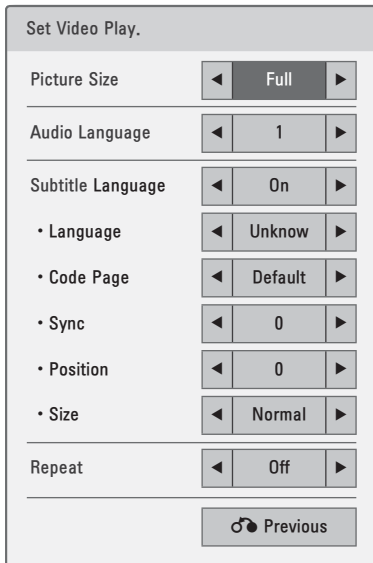 Set Video Play.
Picture Size ◀ Full ▶
Audio Language ◀ 1 ▶
Subtitle Language ◀ On ▶
• Language ◀ Unknow ▶
• Code Page ◀ Default ▶
• Sync ◀ 0 ▶
• Position ◀ 0 ▶
• Size ◀ Normal ▶
Repeat ◀ Off ▶
Previous